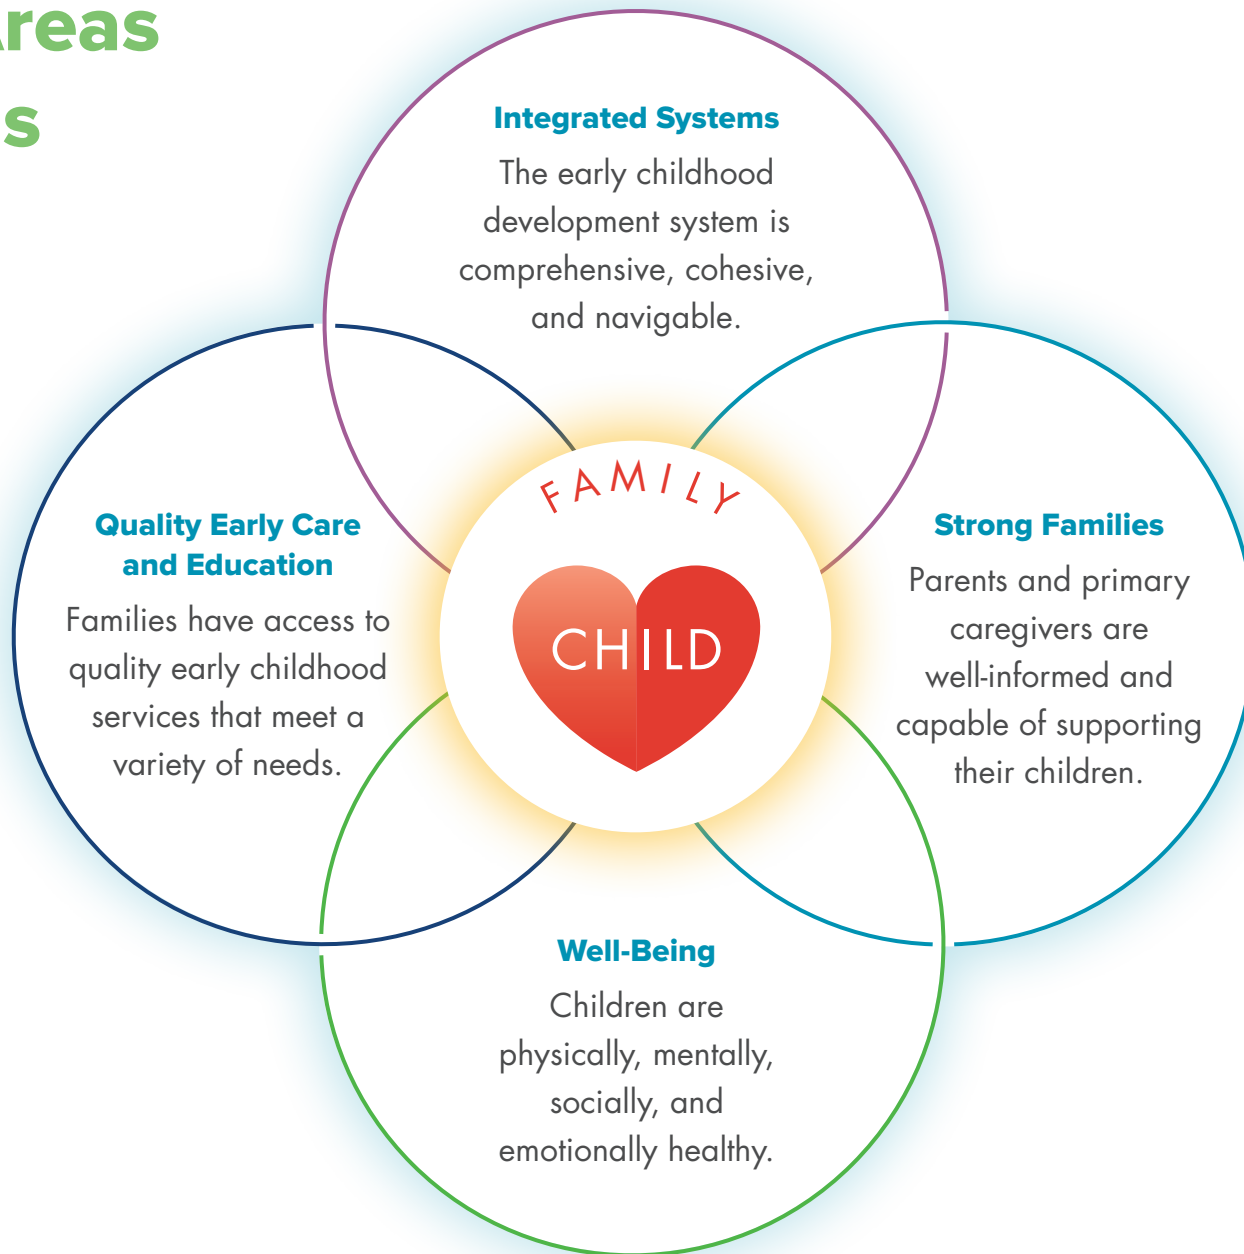 Areas
s
Integrated Systems
The early childhood
development system is
comprehensive, cohesive,
and navigable.
FAMILY
CHILD
Quality Early Care
and Education
Families have access to
quality early childhood
services that meet a
variety of needs.
Strong Families
Parents and primary
caregivers are
well-informed and
capable of supporting
their children.
Well-Being
Children are
physically, mentally,
socially, and
emotionally healthy.